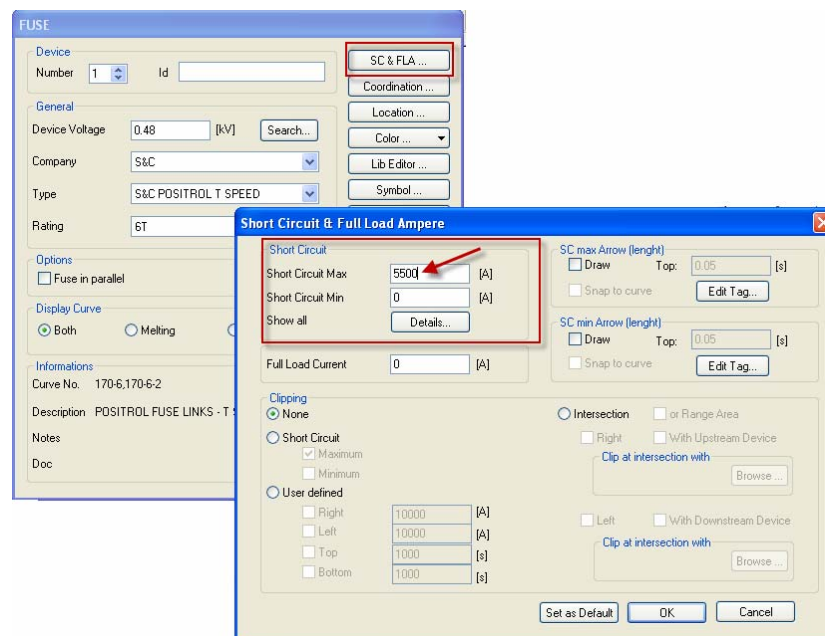 FUSE
Device
Number 1 Id
SC & FLA ...
Coordination ...
General
Location ...
Device Voltage 0.48 [kV] Search...
Color ...
Company S&C
Lib Editor ...
Type S&C POSITROL T SPEED
Symbol ...
Rating 6T
Options
Fuse in parallel
Display Curve
Both Melting
Informations
Curve No. 170-6,170-6-2
Description POSITROL FUSE LINKS - T
Notes
Doc
Short Circuit & Full Load Ampere
Short Circuit
Short Circuit Max 5500 [A]
Short Circuit Min 0 [A]
Show all Details...
Full Load Current 0 [A]
SC max Arrow (lenght)
Draw Top: 0.05 [s]
Snap to curve Edit Tag...
SC min Arrow (lenght)
Draw Top: 0.05 [s]
Snap to curve Edit Tag...
Clipping
None
Short Circuit
Maximum
Minimum
User defined
Right 10000 [A]
Left 10000 [A]
Top 1000 [s]
Bottom 1000 [s]
Intersection or Range Area
Right With Upstream Device
Clip at intersection with
Browse ...
Left With Downstream Device
Clip at intersection with
Browse ...
Set as Default OK Cancel